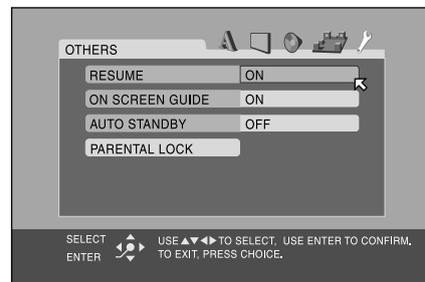 OTHERS
RESUME ON
ON SCREEN GUIDE ON
AUTO STANDBY OFF
PARENTAL LOCK
SELECT USE ▲▼◀▶ TO SELECT, USE ENTER TO CONFIRM.
ENTER TO EXIT, PRESS CHOICE.